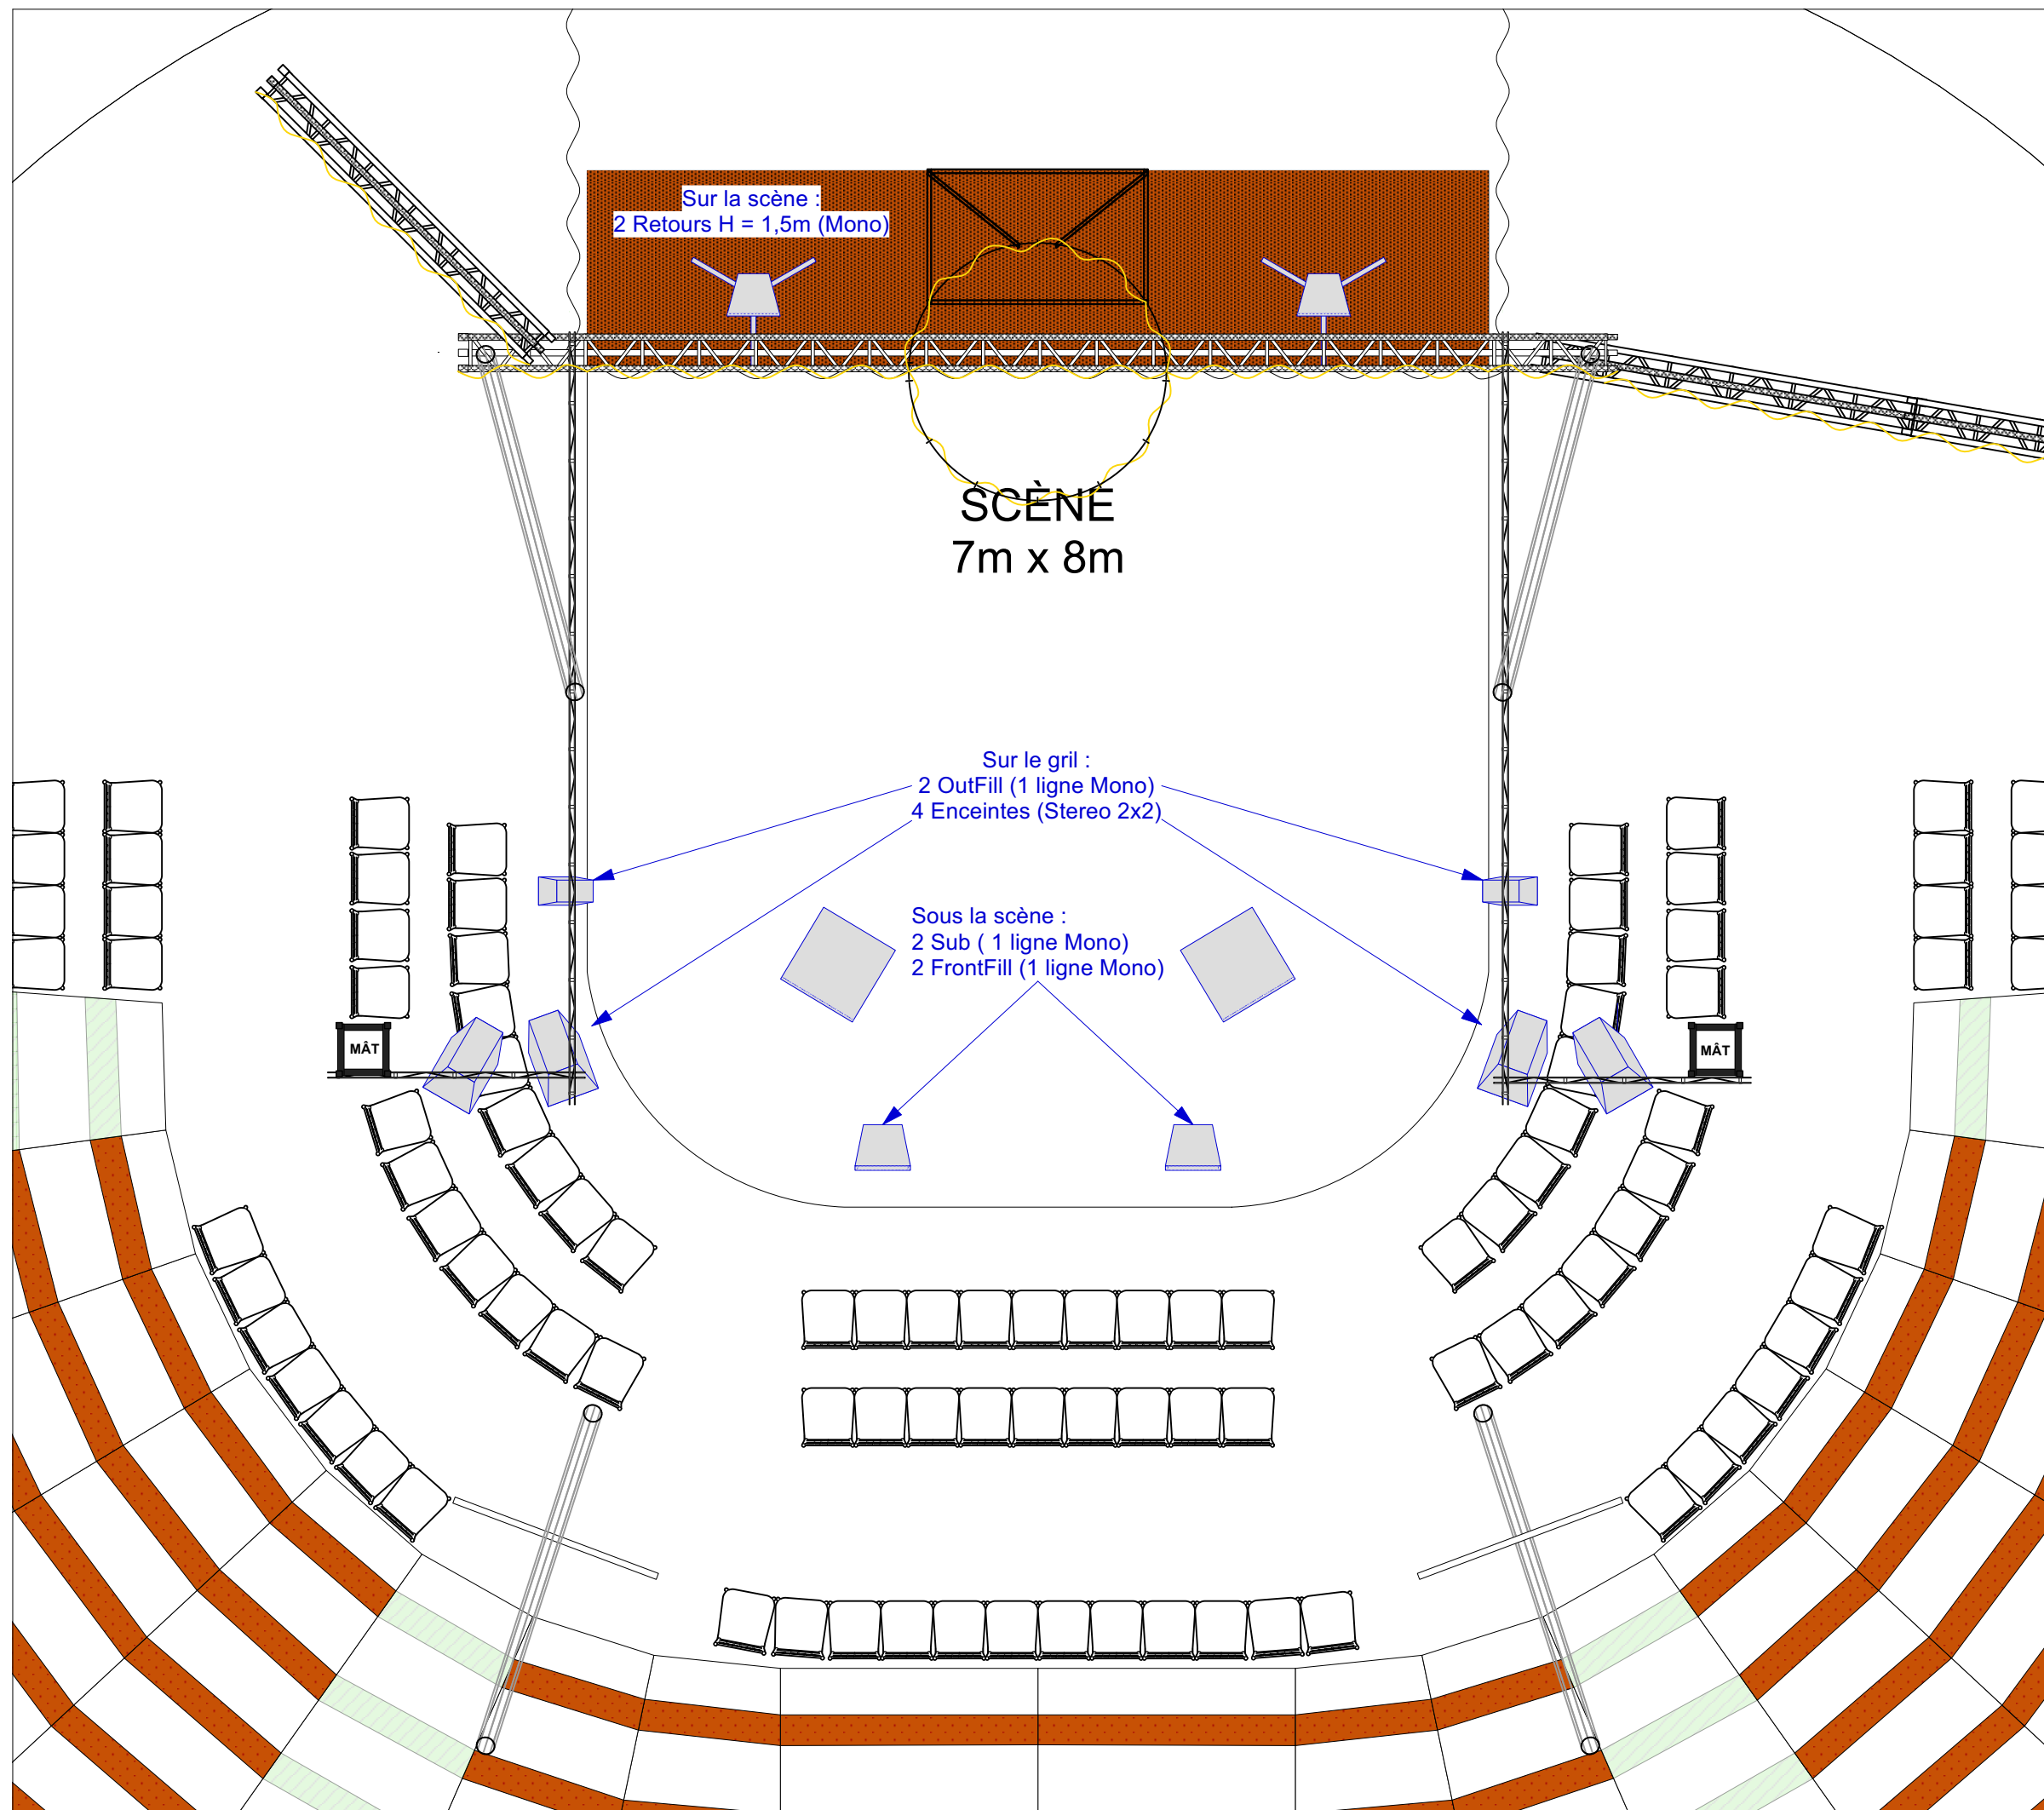 Sur la scène :
2 Retours H = 1,5m (Mono)
SCÈNE
7m x 8m
Sur le gril :
2 OutFill (1 ligne Mono)
4 Enceintes (Stereo 2x2)
Sous la scène :
2 Sub ( 1 ligne Mono)
2 FrontFill (1 ligne Mono)
MÂT
MÂT